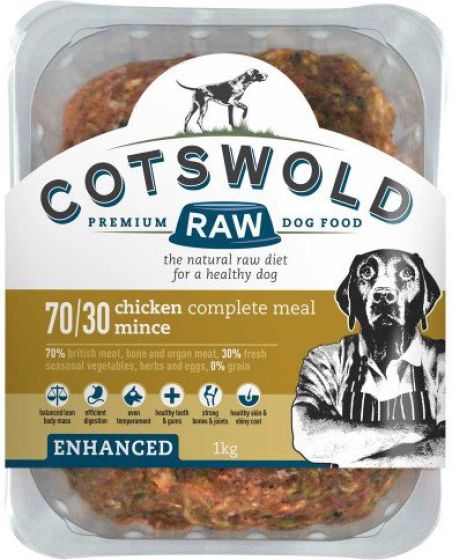 COTSWOLD
PREMIUM RAW DOG FOOD
the natural raw diet
for a healthy dog
70/30 chicken complete meal
mince
70% british meat, bone and organ meat, 30% fresh
seasonal vegetables, herbs and eggs, 0% grain
balanced lean body mass
efficient digestion
even temperament
healthy teeth & gums
strong bones & joints
healthy skin & shiny coat
ENHANCED 1kg